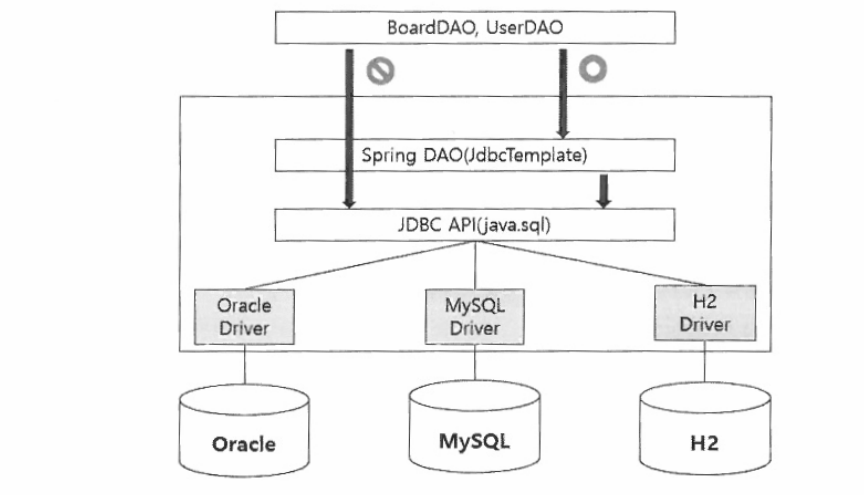 BoardDAO, UserDAO
Spring DAO(JdbcTemplate)
JDBC API(java.sql)
Oracle
Driver
MySQL
Driver
H2
Driver
Oracle
MySQL
H2